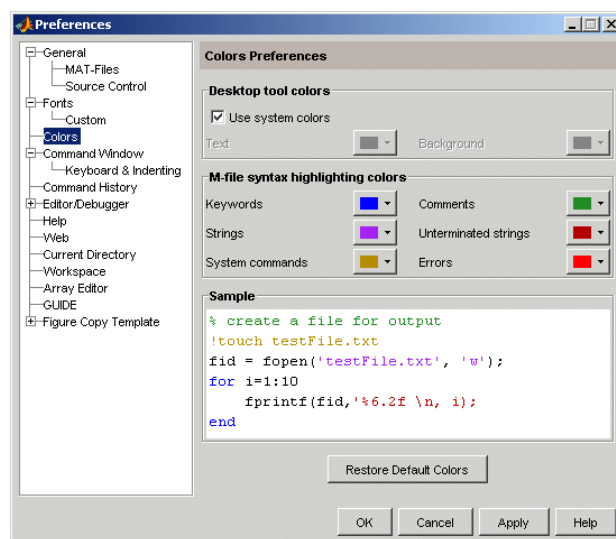 Preferences
General
MAT-Files
Source Control
Fonts
Custom
Colors
Command Window
Keyboard & Indenting
Command History
Editor/Debugger
Help
Web
Current Directory
Workspace
Array Editor
GUIDE
Figure Copy Template
Colors Preferences
Desktop tool colors
Use system colors
Text Background
M-file syntax highlighting colors
Keywords Comments
Strings Unterminated strings
System commands Errors
Sample
% create a file for output
!touch testFile.txt
fid = fopen('testFile.txt', 'w');
for i=1:10
fprintf(fid,'%6.2f \n, i);
end
Restore Default Colors
OK Cancel Apply Help